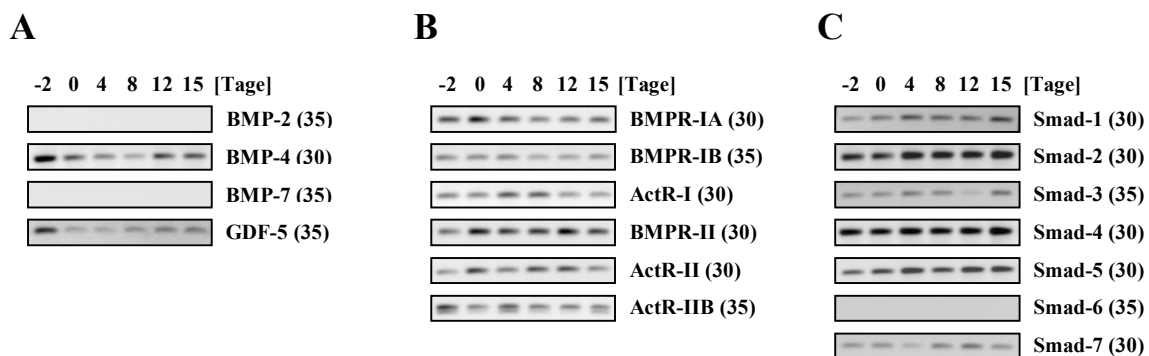 A
-2 0 4 8 12 15 [Tage]
BMP-2 (35)
BMP-4 (30)
BMP-7 (35)
GDF-5 (35)
B
-2 0 4 8 12 15 [Tage]
BMPR-IA (30)
BMPR-IB (35)
ActR-I (30)
BMPR-II (30)
ActR-II (30)
ActR-IIB (35)
C
-2 0 4 8 12 15 [Tage]
Smad-1 (30)
Smad-2 (30)
Smad-3 (35)
Smad-4 (30)
Smad-5 (30)
Smad-6 (35)
Smad-7 (30)